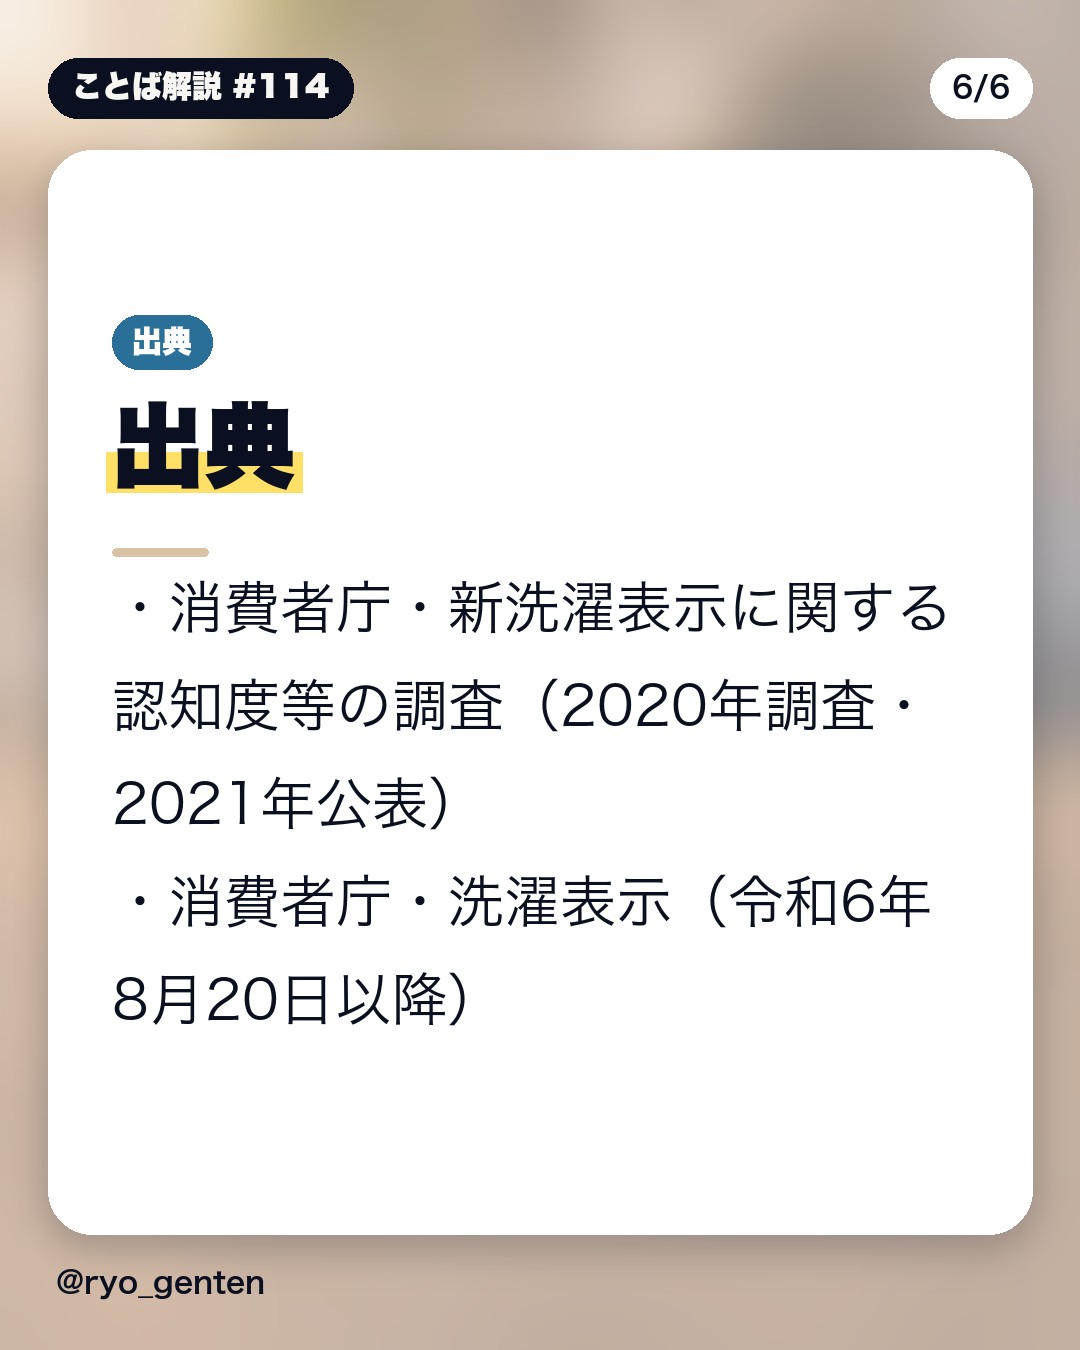 ことば解説 #114
6/6
出典
出典
・消費者庁・新洗濯表示に関する
認知度等の調査（2020年調査・
2021年公表）
・消費者庁・洗濯表示（令和6年
8月20日以降）
@ryo_genten